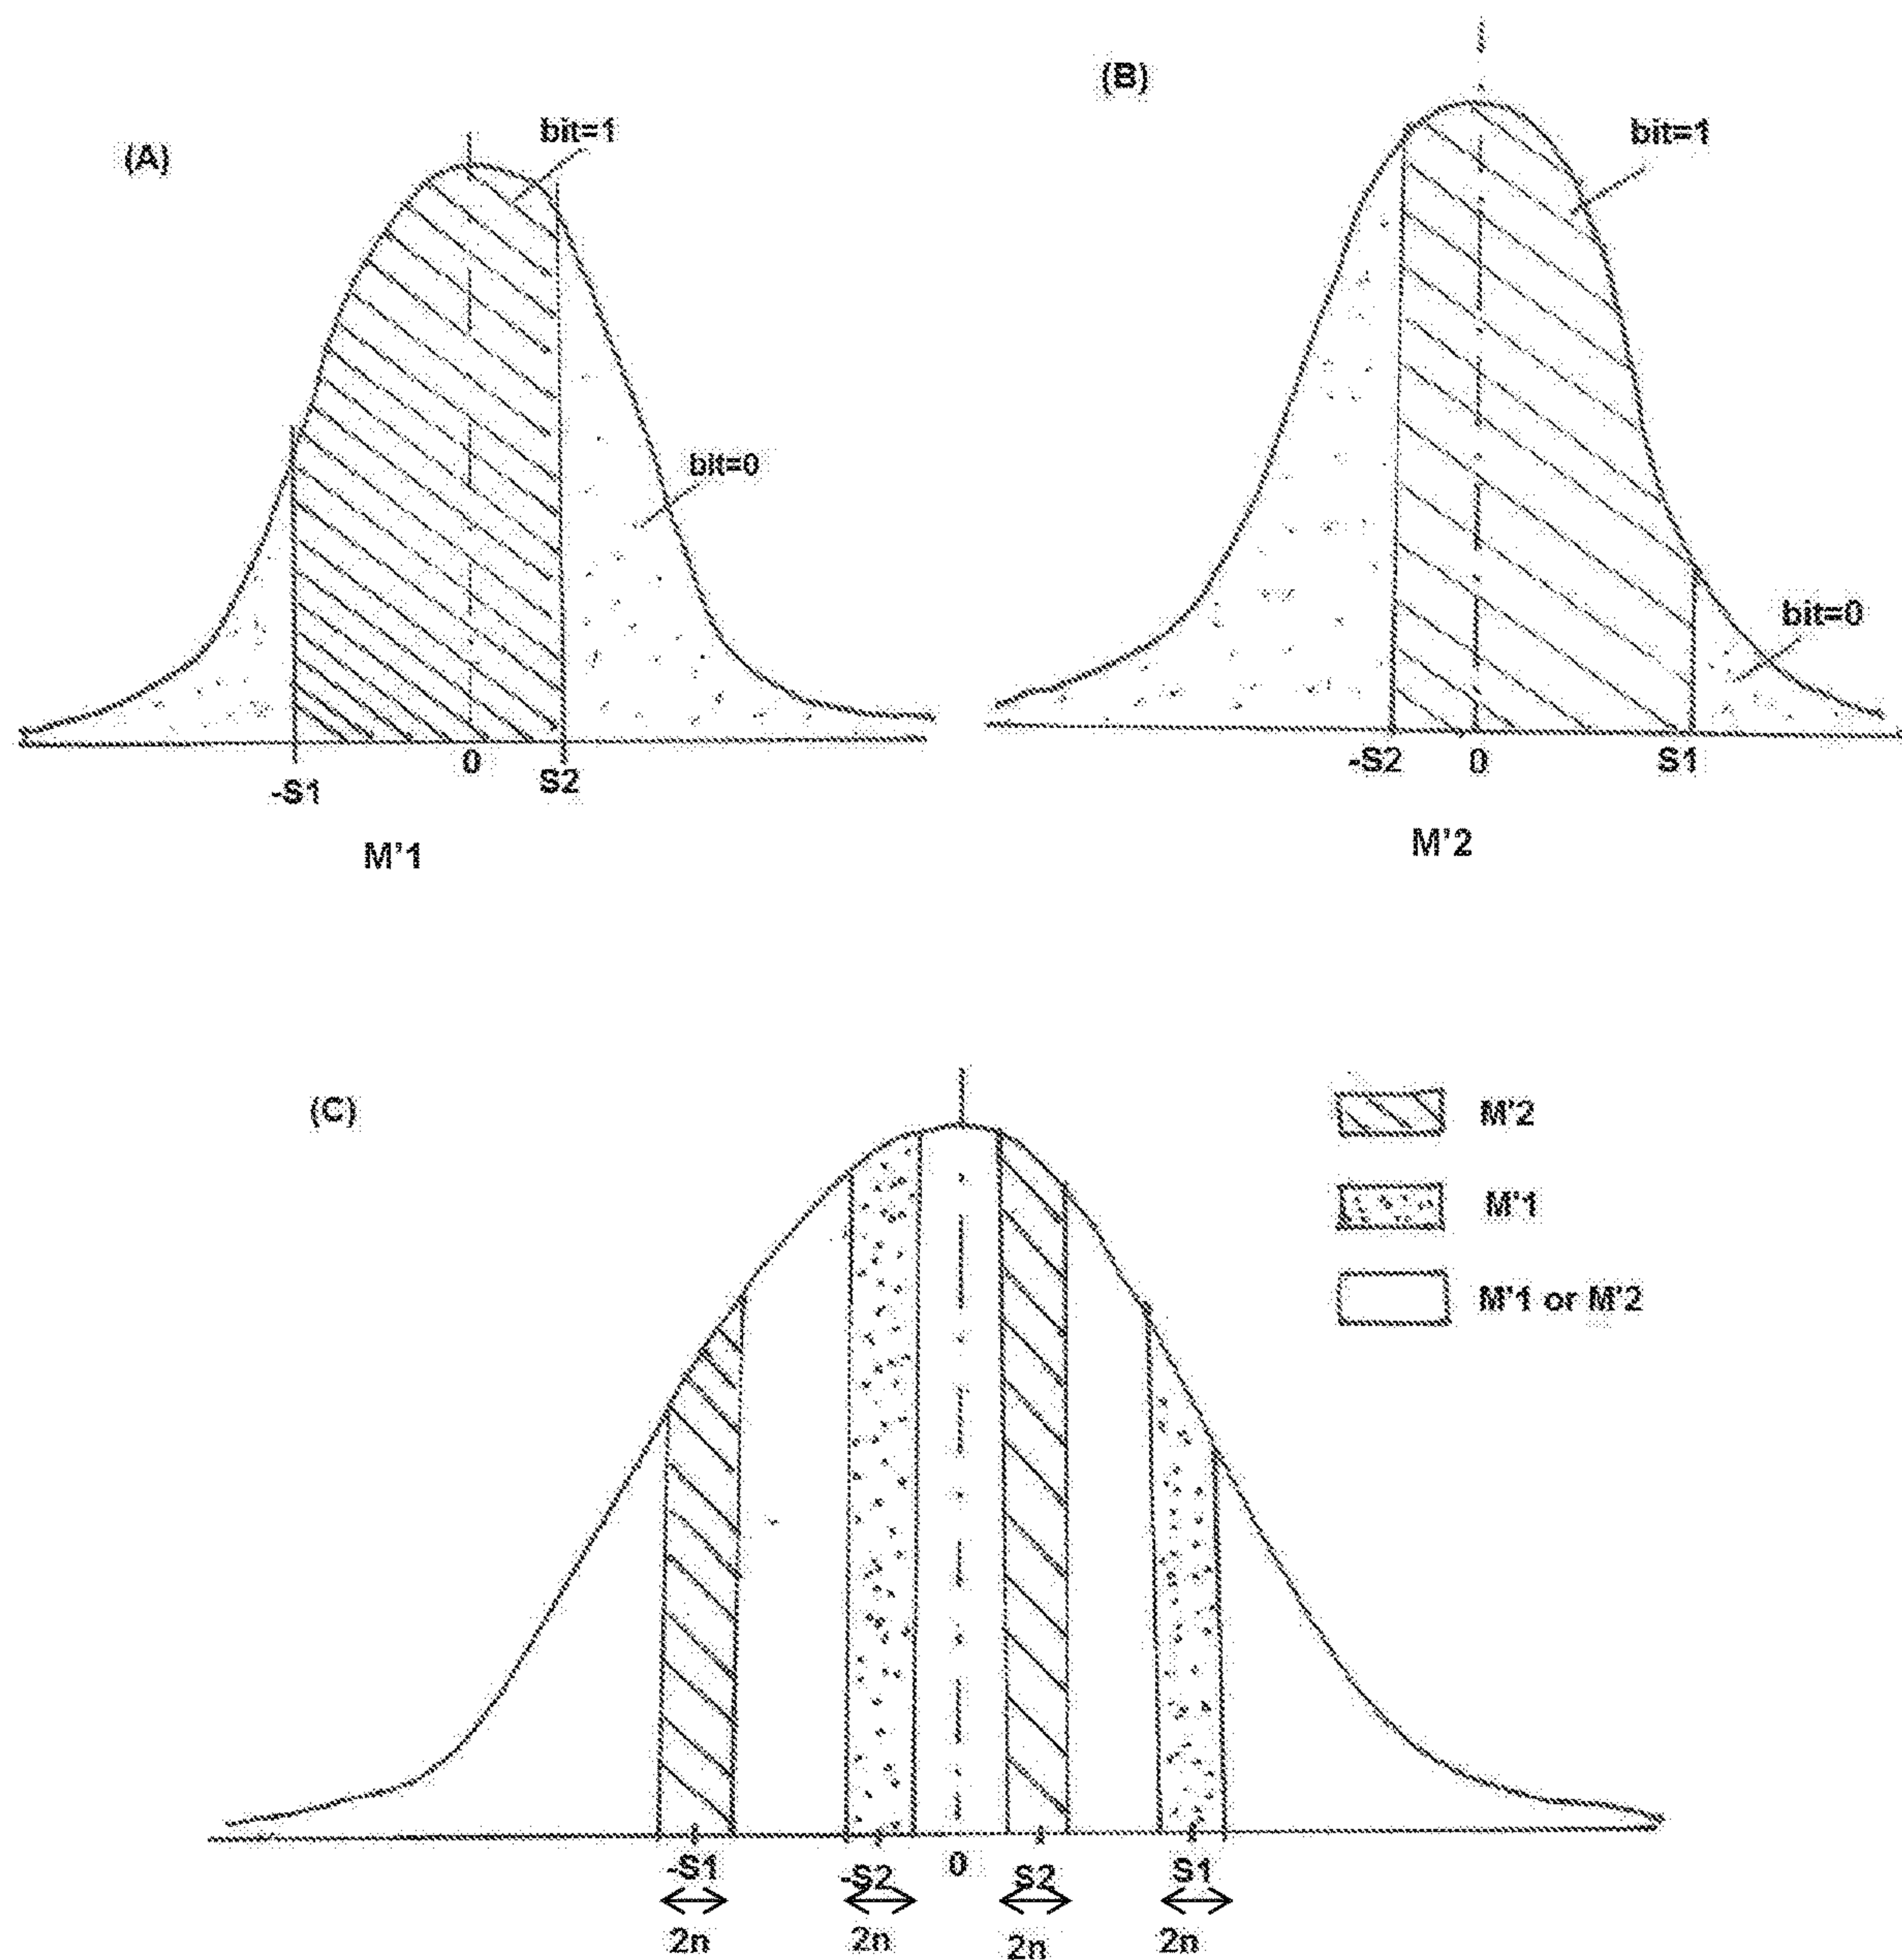 (A)
bit=1
bit=0
-S1
0
S2
M'1
(B)
bit=1
bit=0
-S2
0
S1
M'2
(C)
M'2
M'1
M'1 or M'2
-S1
-S2
0
S2
S1
2n
2n
2n
2n